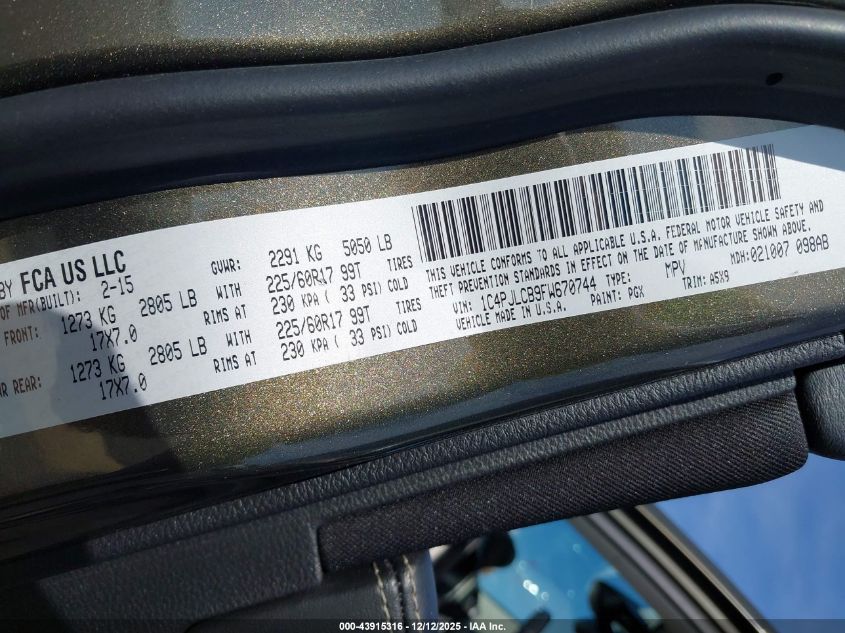 BY FCA US LLC
OF MFR(BUILT): 2-15
GVWR: 2291 KG 5050 LB
FRONT: 1273 KG 2805 LB WITH 225/60R17 99T TIRES
17X7.0 RIMS AT 230 KPA ( 33 PSI) COLD
REAR: 1273 KG 2805 LB WITH 225/60R17 99T TIRES
17X7.0 RIMS AT 230 KPA ( 33 PSI) COLD
THIS VEHICLE CONFORMS TO ALL APPLICABLE U.S.A. FEDERAL MOTOR VEHICLE SAFETY AND
THEFT PREVENTION STANDARDS IN EFFECT ON THE DATE OF MANUFACTURE SHOWN ABOVE.
VIN: 1C4PJLCB9FW670744 TYPE: MPV MDH:021007 098AB
VEHICLE MADE IN U.S.A. PAINT: PGX TRIM: A5X9
000-43915316 - 12/12/2025 - IAA Inc.